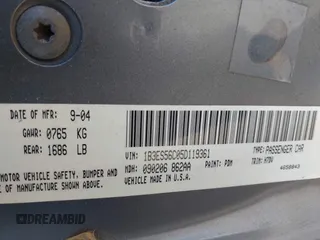 DATE OF MFR: 9-04
GAWR: 0765 KG
REAR: 1686 LB
MOTOR VEHICLE SAFETY, BUMPER AND
OF MANUFACTURE SHOWN ABOVE.
VIN: 1B3ES56C05D119361
MDH: 090206 862AA
PAINT: PDM
VEHICLE MADE IN U.S.A.
TYPE: PASSENGER CAR
TRIM:
DREAMBID